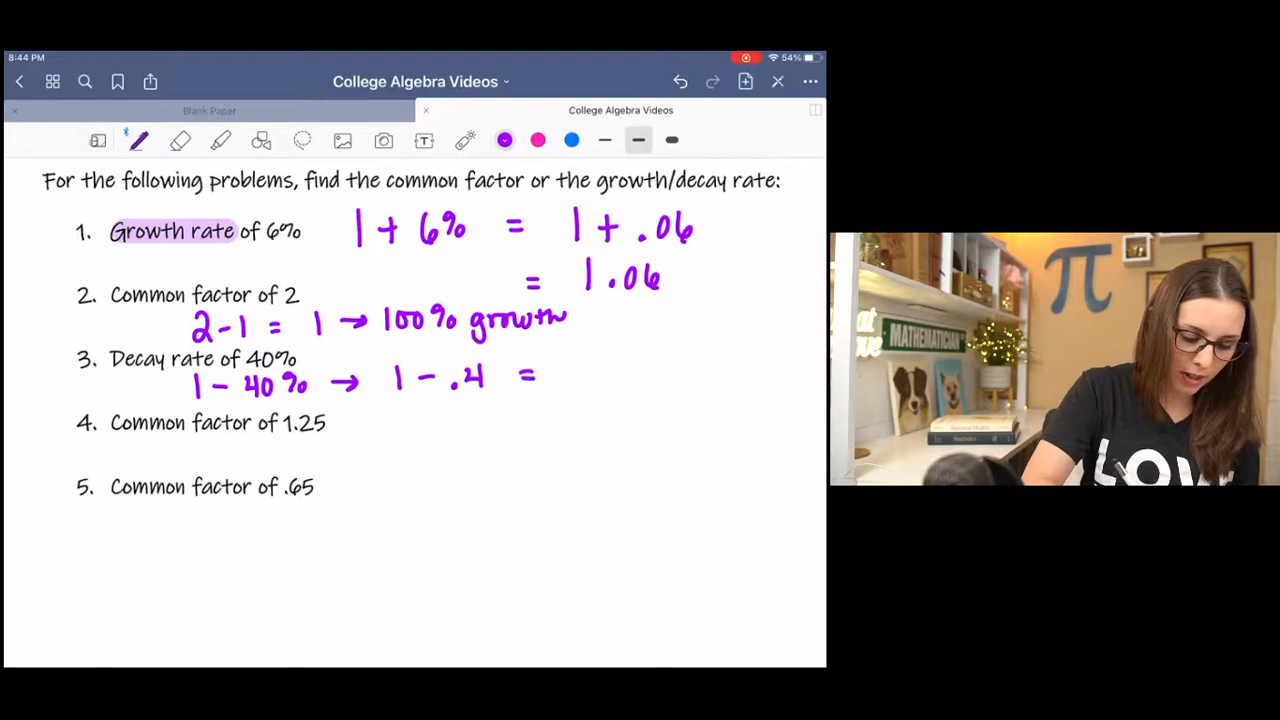 8:44 PM
54%
College Algebra Videos
Blank Paper
College Algebra Videos
For the following problems, find the common factor or the growth/decay rate:
1. Growth rate of 6% 1 + 6% = 1 + .06
= 1.06
2. Common factor of 2
2 - 1 = 1 → 100% growth
3. Decay rate of 40%
1 - 40% → 1 - .4 =
4. Common factor of 1.25
5. Common factor of .65
MATHEMATICIAN
LOVE